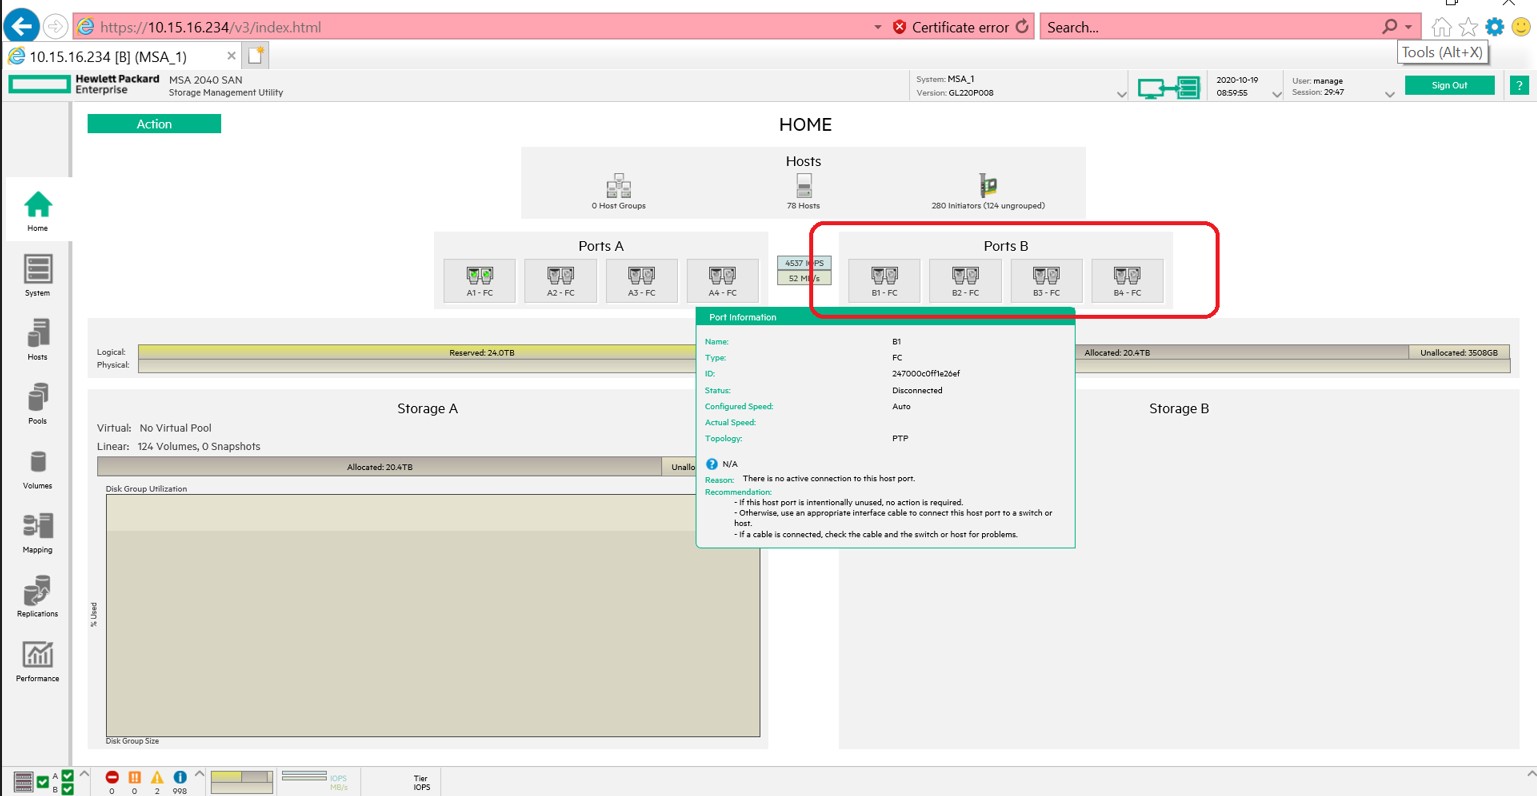 https://10.15.16.234/v3/index.html
Certificate error
Search...
10.15.16.234 [B] (MSA_1)
Tools (Alt+X)
Hewlett Packard
Enterprise
MSA 2040 SAN
Storage Management Utility
System: MSA_1
Version: GL220P008
2020-10-19
08:59:55
User: manage
Session: 29:47
Sign Out
?
Action
HOME
Hosts
0 Host Groups
78 Hosts
280 Initiators (124 ungrouped)
Ports A
A1 - FC
A2 - FC
A3 - FC
A4 - FC
4537 IOPS
52 MB/s
Ports B
B1 - FC
B2 - FC
B3 - FC
B4 - FC
Port Information
Name: B1
Type: FC
ID: 247000c0ff1e26ef
Status: Disconnected
Configured Speed: Auto
Actual Speed:
Topology: PTP
? N/A
Reason: There is no active connection to this host port.
Recommendation:
- If this host port is intentionally unused, no action is required.
- Otherwise, use an appropriate interface cable to connect this host port to a switch or
host.
- If a cable is connected, check the cable and the switch or host for problems.
Logical: Reserved: 24.0TB Allocated: 20.4TB Unallocated: 3508GB
Physical:
Storage A
Virtual: No Virtual Pool
Linear: 124 Volumes, 0 Snapshots
Allocated: 20.4TB
Unallo
Disk Group Utilization
% Used
Disk Group Size
Storage B
Home
System
Hosts
Pools
Volumes
Mapping
Replications
Performance
A
B
0
0
2
998
IOPS
MB/s
Tier
IOPS